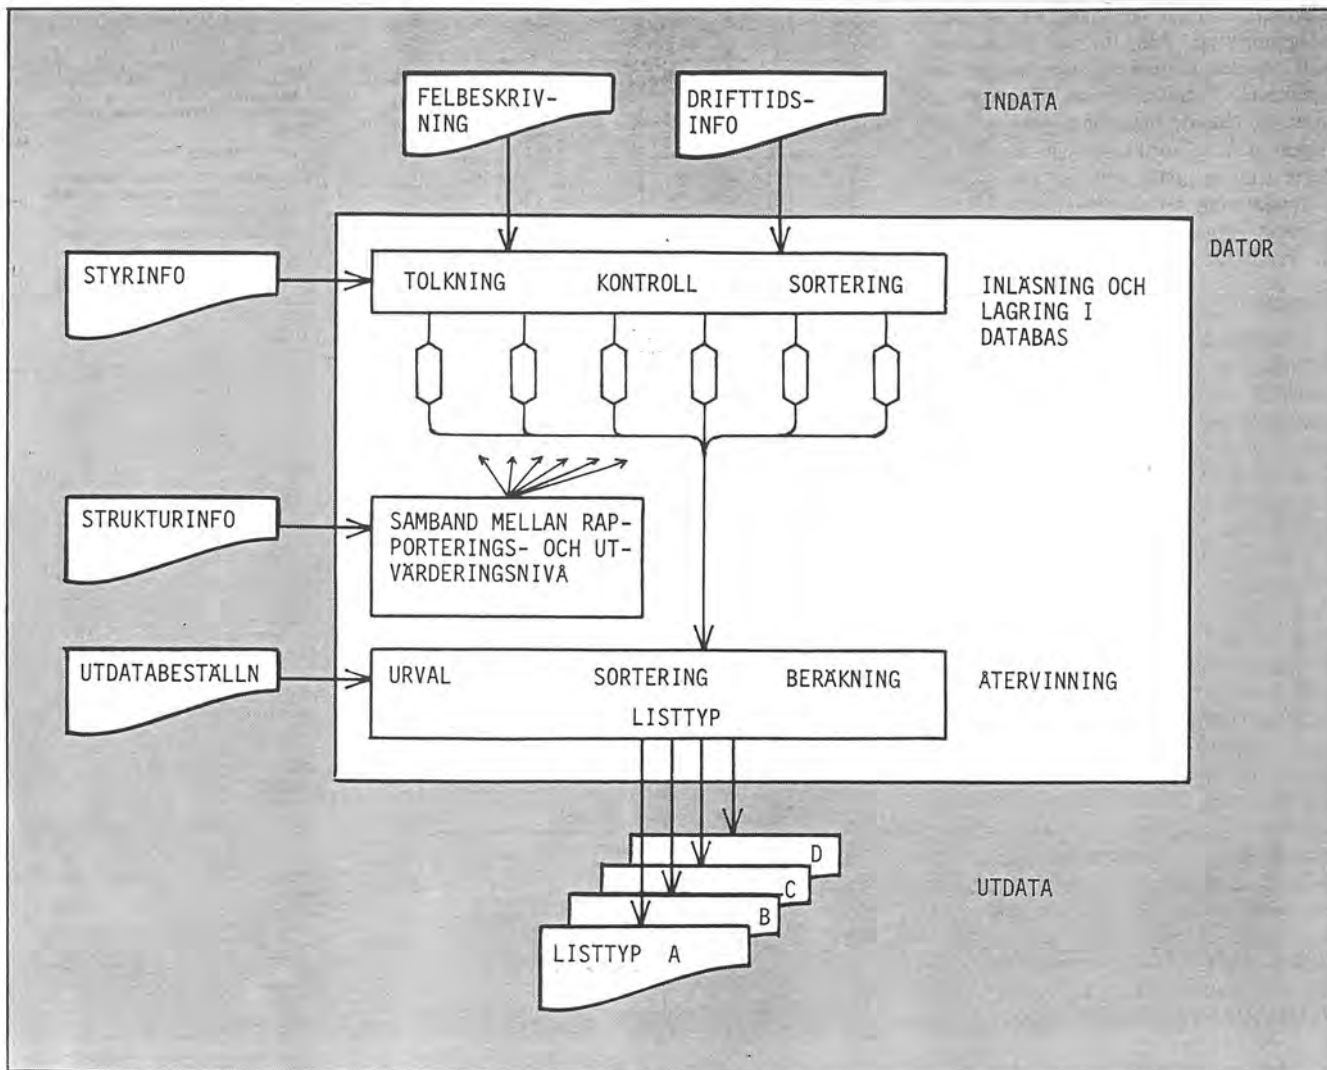 FELBESKRIV-
NING
DRIFTTIDS-
INFO
INDATA
DATOR
STYRINFO
TOLKNING KONTROLL SORTERING
INLÄSNING OCH
LAGRING I
DATABAS
STRUKTURINFO
SAMBAND MELLAN RAP-
PORTERINGS- OCH UT-
VÄRDERINGSNIVÅ
UTDATABESTÄLLN
URVAL SORTERING BERÄKNING
LISTTYP
ÅTERVINNING
D
C
B
LISTTYP A
UTDATA